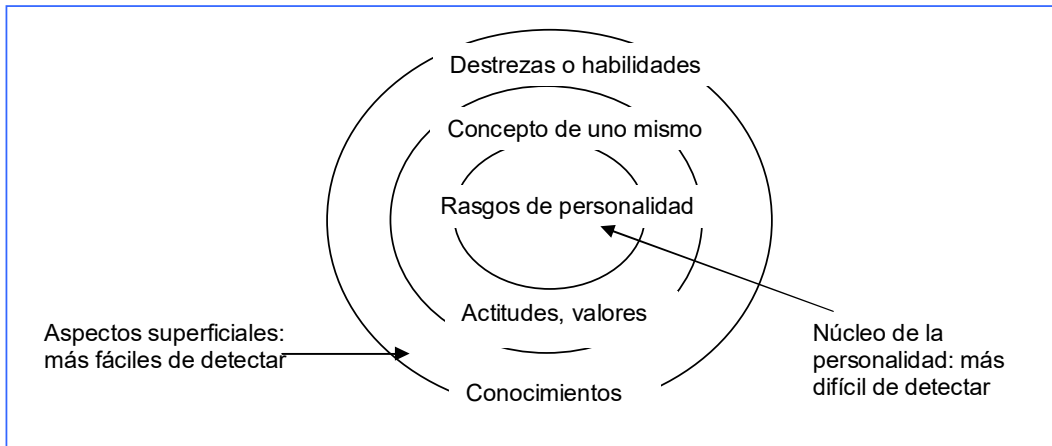 Destrezas o habilidades
Concepto de uno mismo
Rasgos de personalidad
Actitudes, valores
Conocimientos
Aspectos superficiales:
más fáciles de detectar
Núcleo de la
personalidad: más
difícil de detectar